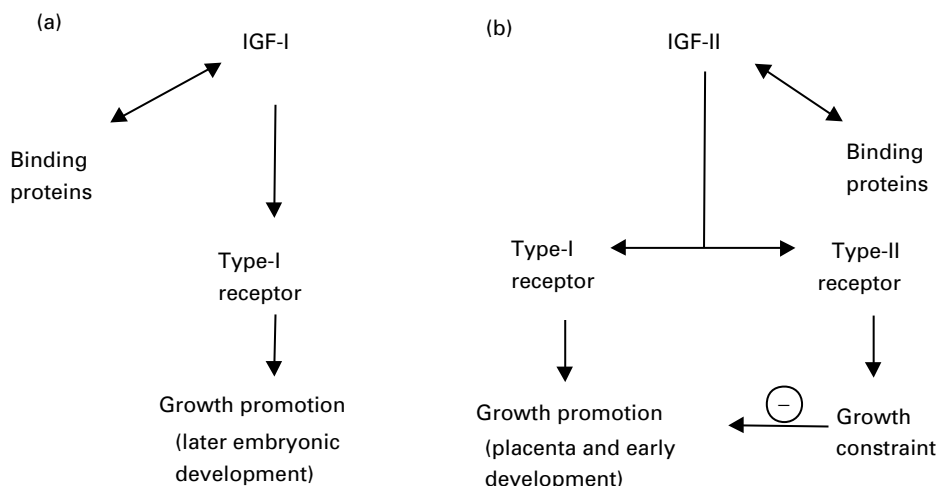 (a)
IGF-I
Binding
proteins
Type-I
receptor
Growth promotion
(later embryonic
development)
(b)
IGF-II
Binding
proteins
Type-I
receptor
Type-II
receptor
Growth promotion
(placenta and early
development)
−
Growth
constraint